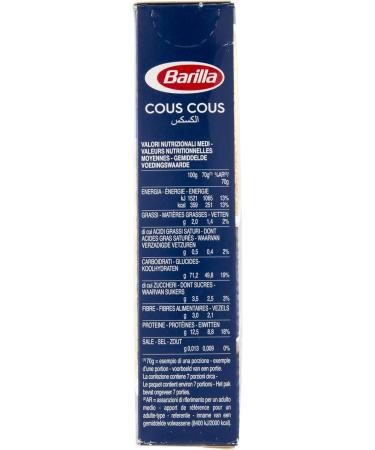 Barilla
COUS COUS
الكسكس
VALORI NUTRIZIONALI MEDI -
VALEURS NUTRITIONNELLES
MOYENNES - GEMIDDELDE
VOEDINGSWAARDE
100g 70g⁽¹⁾ %AR⁽²⁾/
70g
ENERGIA - ÉNERGIE - ENERGIE
kJ 1521 1065 13%
kcal 359 251 13%
GRASSI - MATIÈRES GRASSES - VETTEN
g 2,0 1,4 2%
di cui ACIDI GRASSI SATURI - DONT
ACIDES GRAS SATURÉS - WAARVAN
VERZADIGDE VETZUREN
g 0,5 0,4 2%
CARBOIDRATI - GLUCIDES -
KOOLHYDRATEN
g 71,2 49,8 19%
di cui ZUCCHERI - DONT SUCRES -
WAARVAN SUIKERS
g 3,5 2,5 3%
FIBRE - FIBRES ALIMENTAIRES - VEZELS
g 3,0 2,1
PROTEINE - PROTÉINES - EIWITTEN
g 12,5 8,8 18%
SALE - SEL - ZOUT
g 0,013 0,009 0%
⁽¹⁾70g = esempio di una porzione - exemple
d'une portion - voorbeeld van een portie.
La confezione contiene 7 porzioni circa -
Le paquet contient environ 7 portions - Het pak
bevat ongeveer 7 porties.
⁽²⁾AR = assunzioni di riferimento per un adulto
medio - apport de référence pour un
adulte-type - referentie - inname van een
gemiddelde volwassene (8400 kJ/2000 kcal).